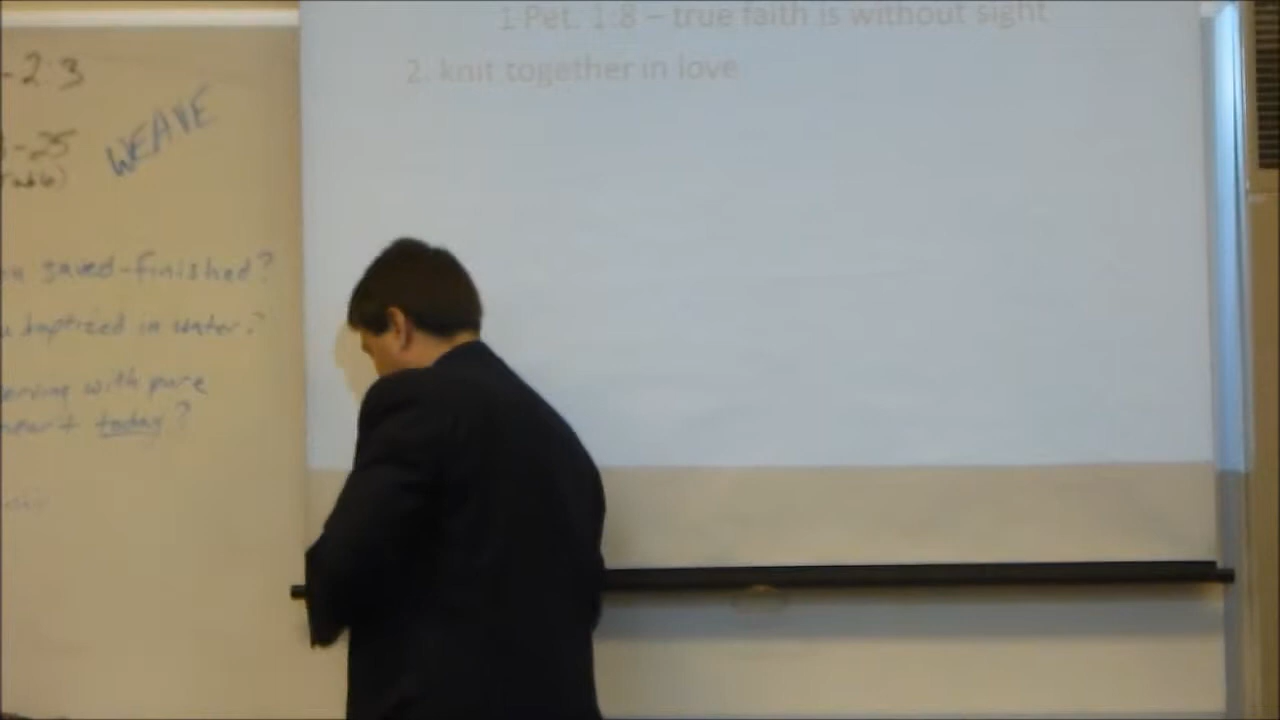 -2:3
WEAVE
-25
saved-finished?
baptized in water?
serving with pure
heart today?
1 Pet. 1:8 – true faith is without sight
2. knit together in love